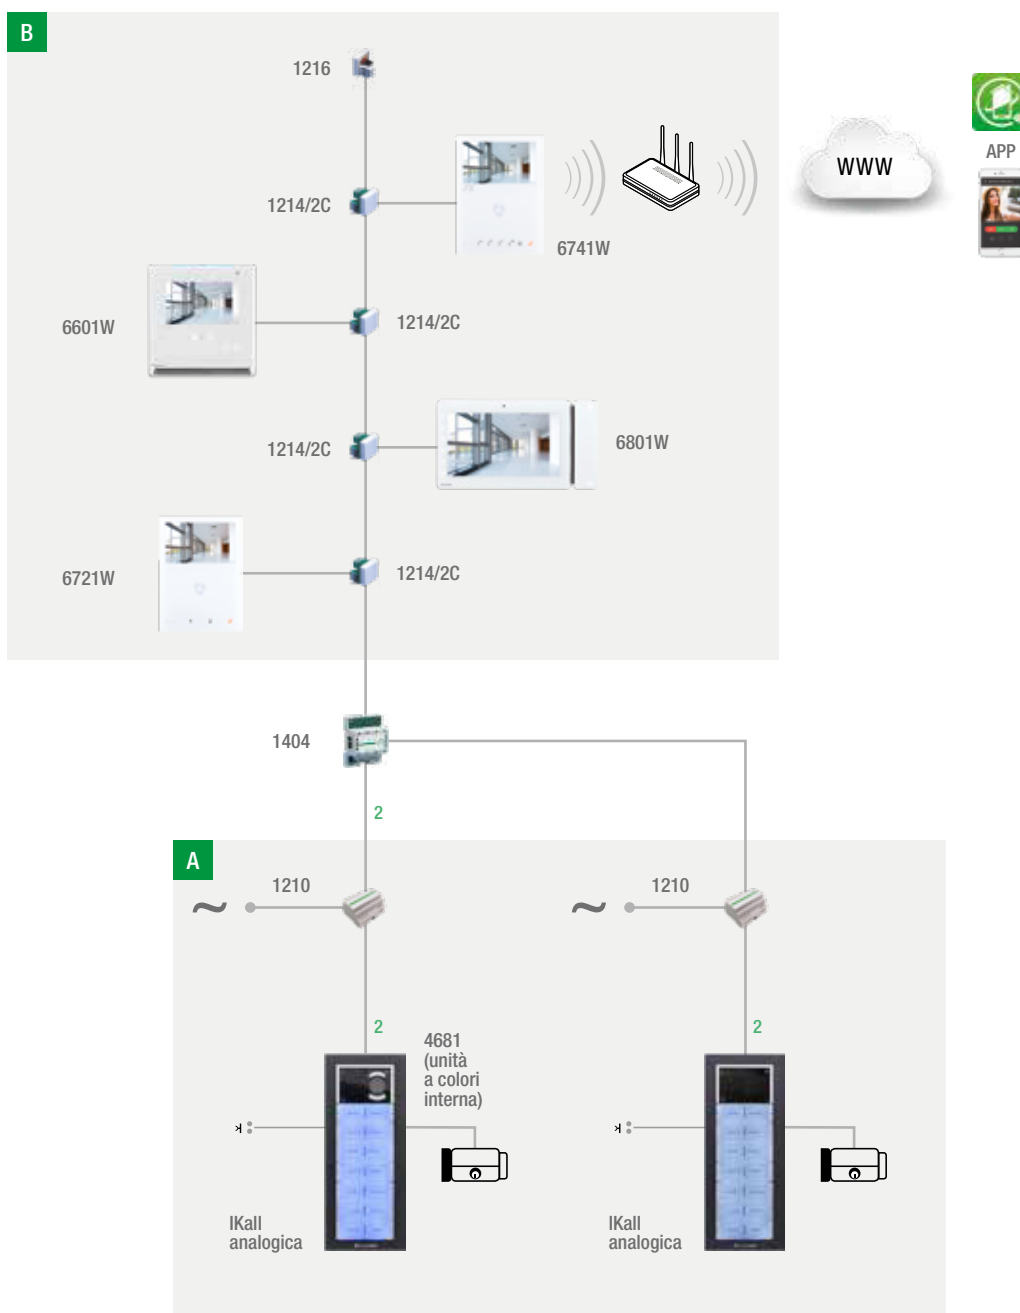 B
1216
1214/2C
6741W
WWW
APP
6601W
1214/2C
1214/2C
6801W
6721W
1214/2C
1404
2
A
1210
1210
2
4681
(unità
a colori
interna)
2
IKall
analogica
IKall
analogica